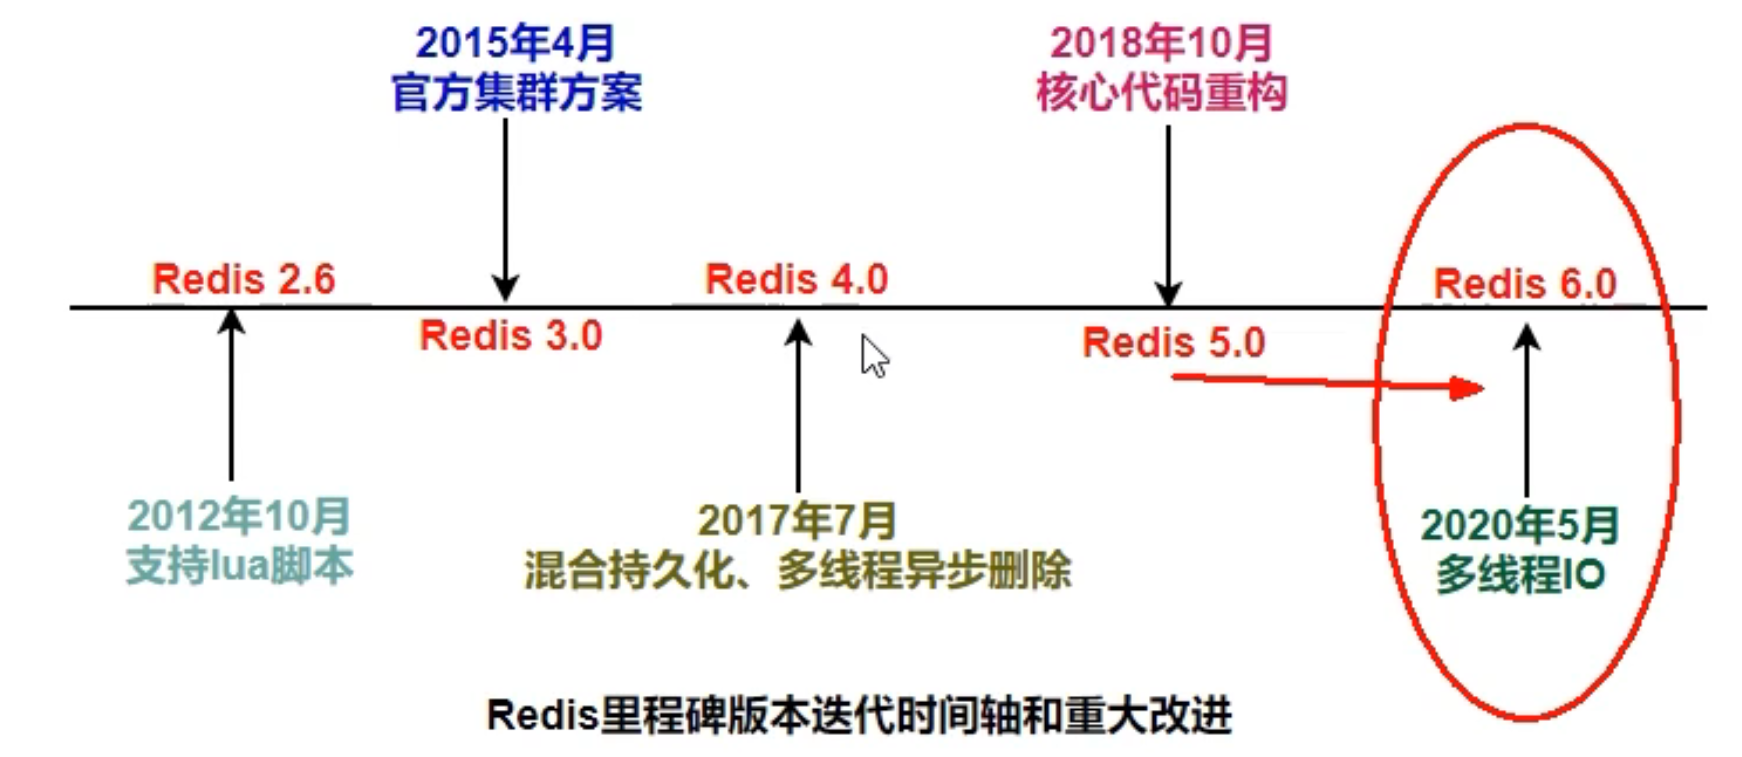 2015年4月
官方集群方案
2018年10月
核心代码重构
Redis 2.6
Redis 3.0
Redis 4.0
Redis 5.0
Redis 6.0
2012年10月
支持lua脚本
2017年7月
混合持久化、多线程异步删除
2020年5月
多线程IO
Redis里程碑版本迭代时间轴和重大改进